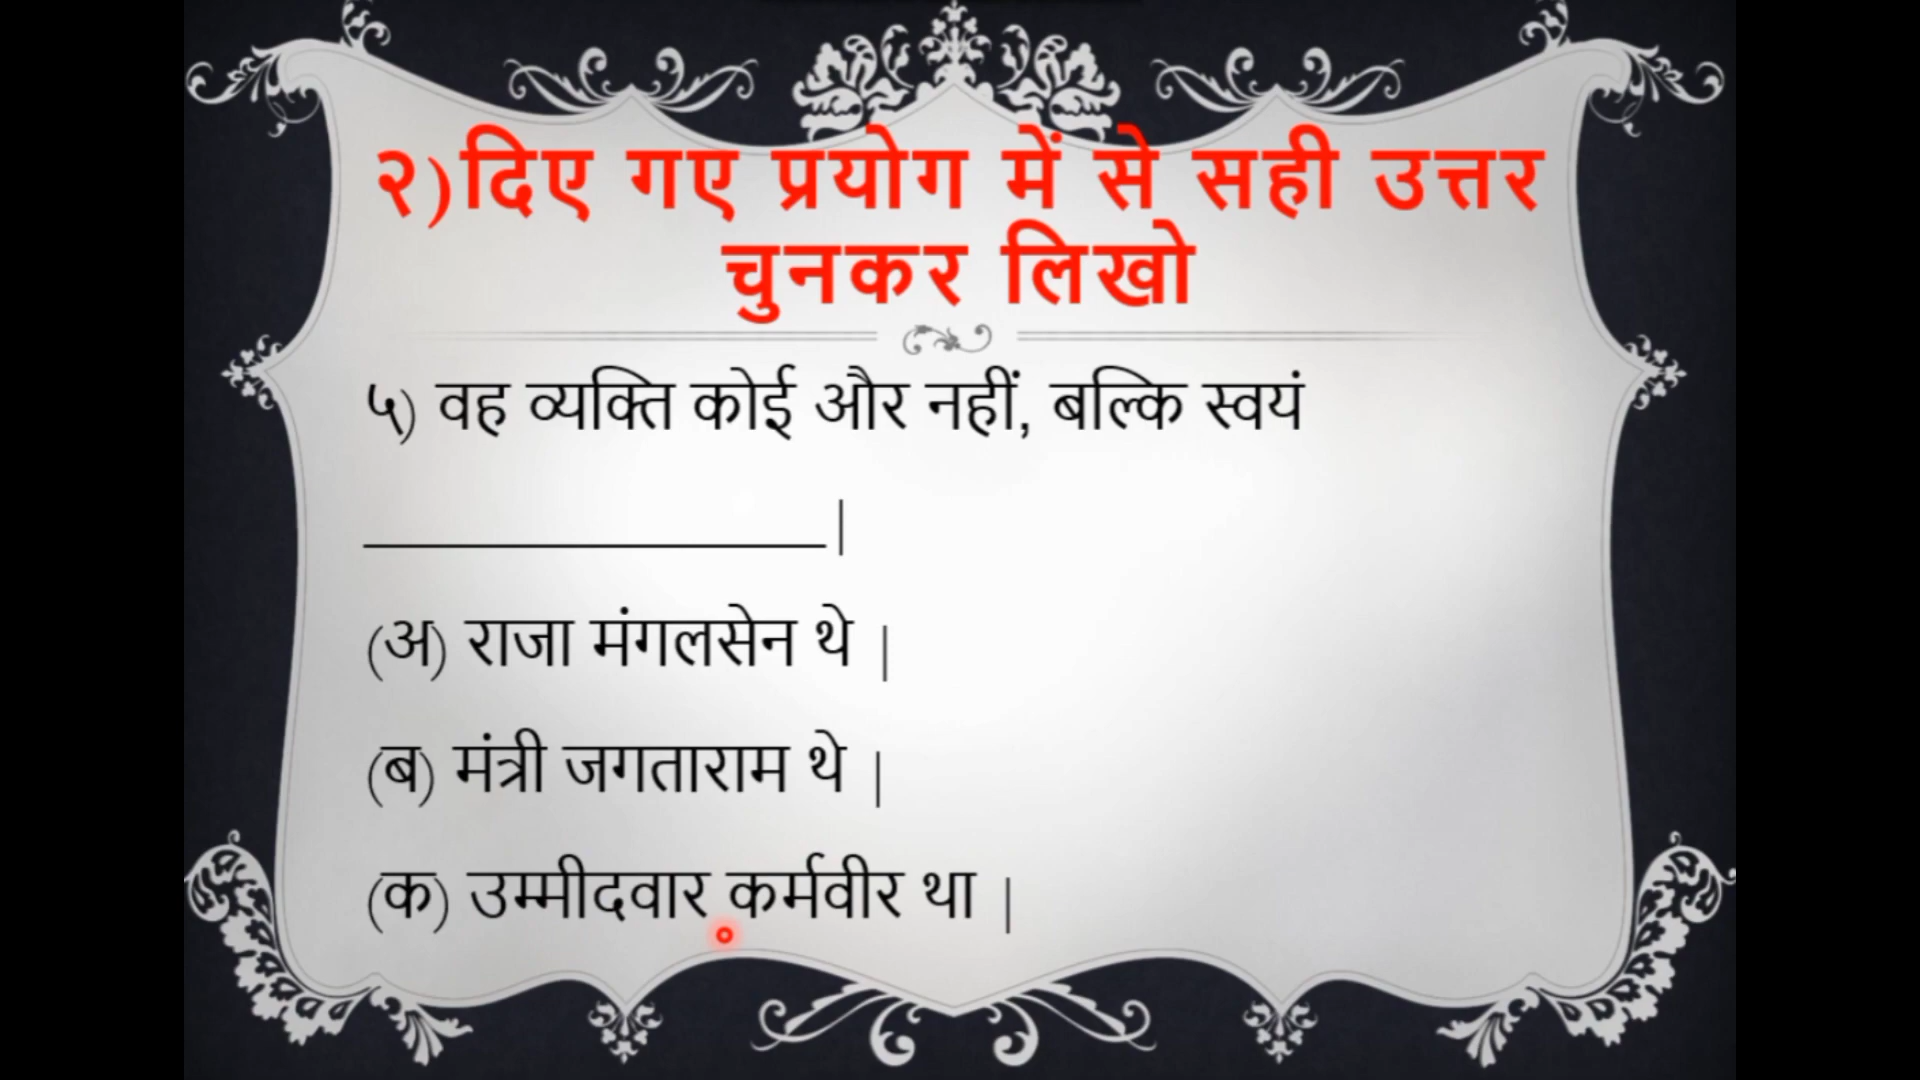 २)दिए गए प्रयोग में से सही उत्तर
चुनकर लिखो
५) वह व्यक्ति कोई और नहीं, बल्कि स्वयं
____________________|
(अ) राजा मंगलसेन थे |
(ब) मंत्री जगताराम थे |
(क) उम्मीदवार कर्मवीर था |